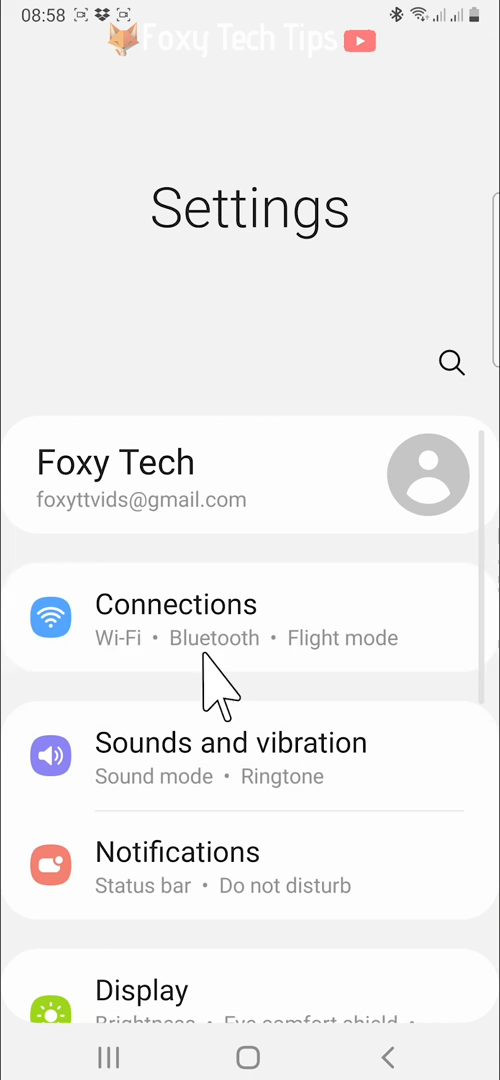 08:58
Foxy Tech Tips
Settings
Foxy Tech
foxyttvids@gmail.com
Connections
Wi-Fi • Bluetooth • Flight mode
Sounds and vibration
Sound mode • Ringtone
Notifications
Status bar • Do not disturb
Display
Brightness • Eye comfort shield •